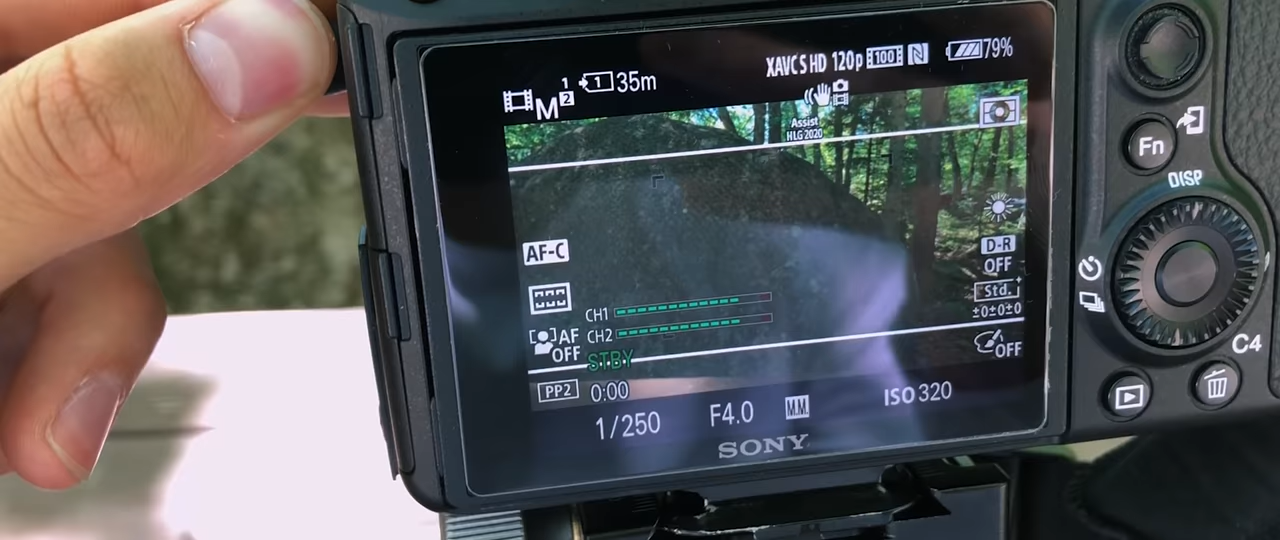 M 1 2 1 35m XAVC S HD 120p 100 N 79%
Assist
HLG 2020
Fn
DISP
AF-C
D-R
OFF
CH1
Std.
±0±0±0
CH2
AF
OFF
STBY
OFF
C4
PP2 0:00
1/250 F4.0 M.M. ISO 320
SONY